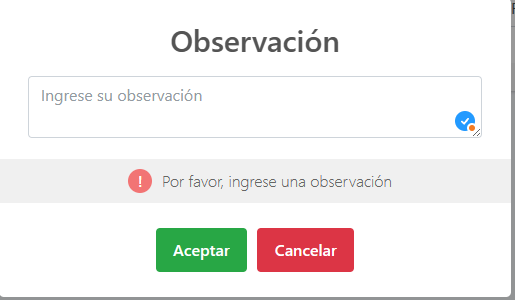 Observación
Ingrese su observación
! Por favor, ingrese una observación
Aceptar Cancelar